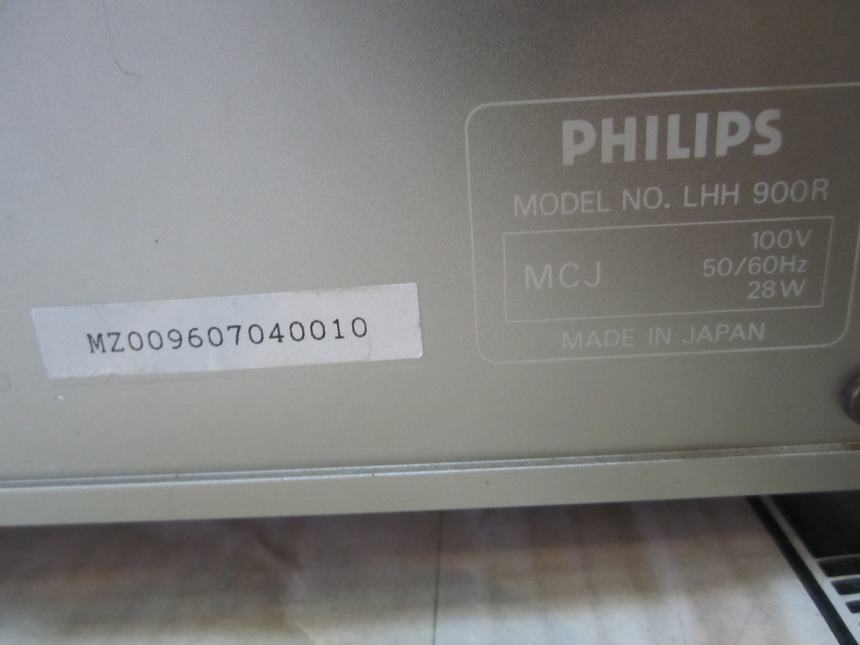 PHILIPS
MODEL NO. LHH 900R
MCJ
100V
50/60Hz
28W
MADE IN JAPAN
MZ009607040010